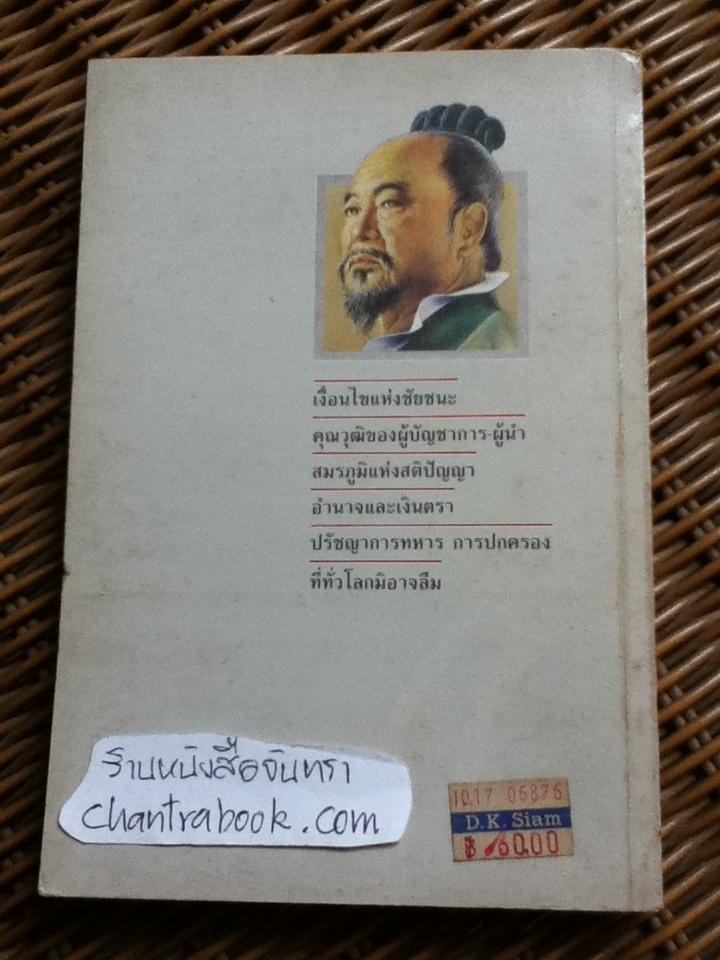 เงื่อนไขแห่งชัยชนะ
คุณวุฒิของผู้บัญชาการ-ผู้นำ
สมรภูมิแห่งสติปัญญา
อำนาจและเงินตรา
ปรัชญาการทหาร การปกครอง
ที่ทั่วโลกมิอาจลืม
ร้านหนังสือจันทรา
chantrabook.com
10.17 06876
D.K. Siam
฿ 60.00